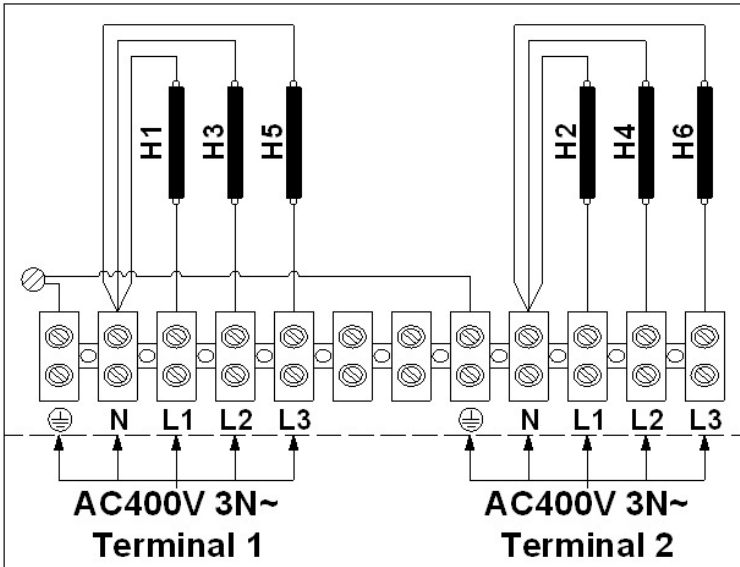 H1 H3 H5 H2 H4 H6
N L1 L2 L3 N L1 L2 L3
AC400V 3N~ AC400V 3N~
Terminal 1 Terminal 2